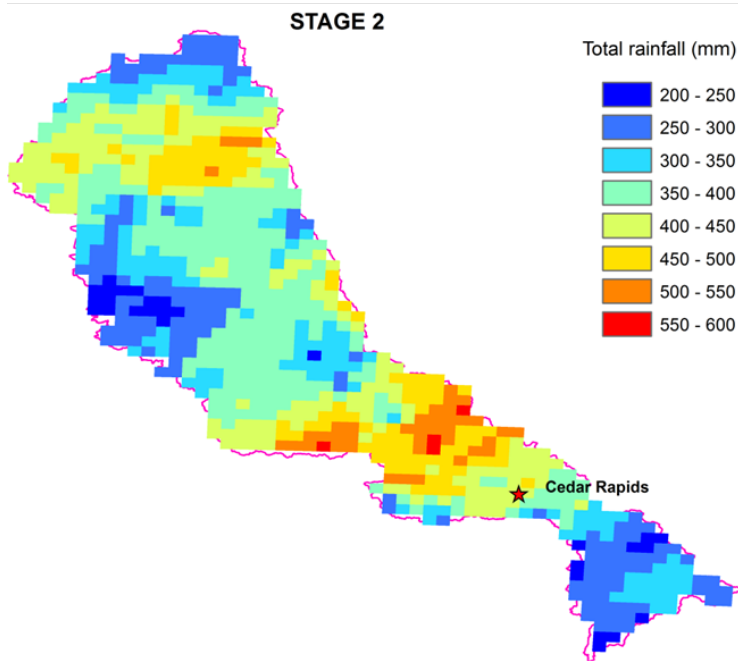 STAGE 2
Total rainfall (mm)
200 - 250
250 - 300
300 - 350
350 - 400
400 - 450
450 - 500
500 - 550
550 - 600
Cedar Rapids